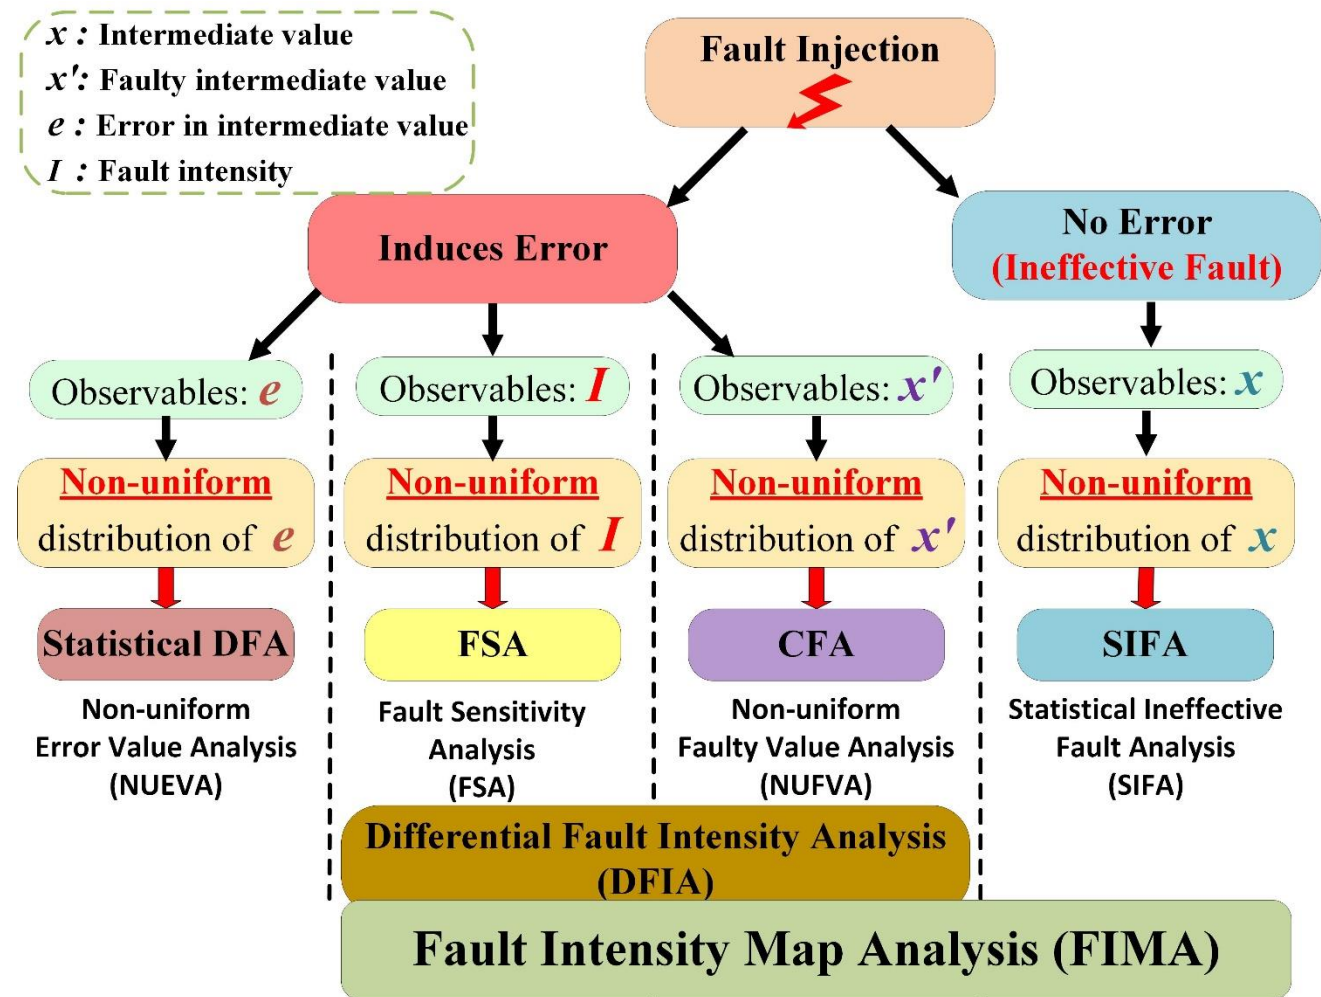 x : Intermediate value
x': Faulty intermediate value
e : Error in intermediate value
I : Fault intensity
Fault Injection
Induces Error
No Error
(Ineffective Fault)
Observables: e
Observables: I
Observables: x'
Observables: x
Non-uniform
distribution of e
Non-uniform
distribution of I
Non-uniform
distribution of x'
Non-uniform
distribution of x
Statistical DFA
FSA
CFA
SIFA
Non-uniform
Error Value Analysis
(NUEVA)
Fault Sensitivity
Analysis
(FSA)
Non-uniform
Faulty Value Analysis
(NUFVA)
Statistical Ineffective
Fault Analysis
(SIFA)
Differential Fault Intensity Analysis
(DFIA)
Fault Intensity Map Analysis (FIMA)